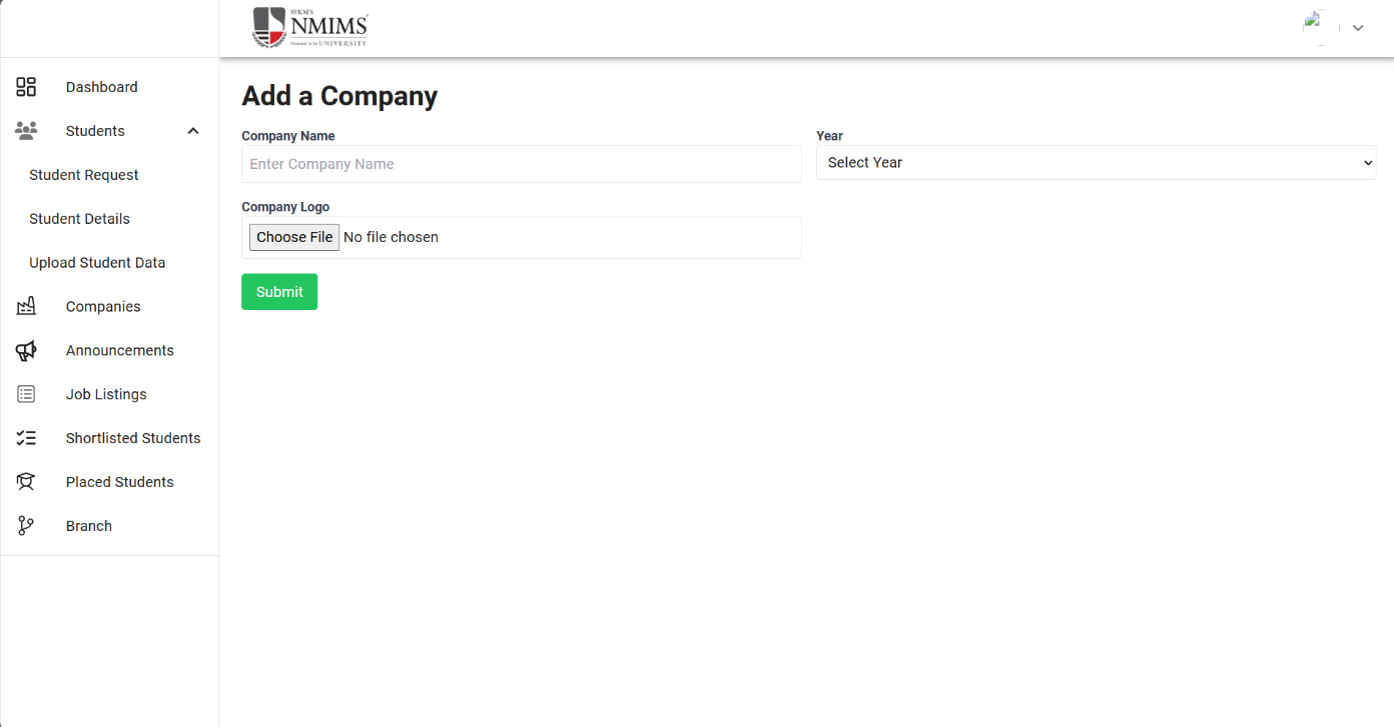 SVKM'S
NMIMS
Deemed to be UNIVERSITY
Dashboard
Students
Student Request
Student Details
Upload Student Data
Companies
Announcements
Job Listings
Shortlisted Students
Placed Students
Branch
Add a Company
Company Name
Enter Company Name
Year
Select Year
Company Logo
Choose File No file chosen
Submit